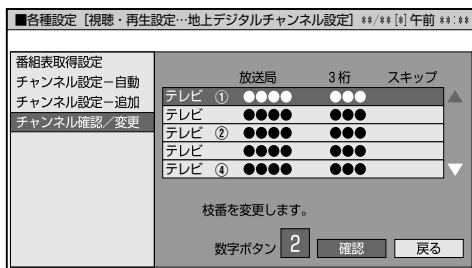 ■各種設定［視聴・再生設定…地上デジタルチャンネル設定］ **/**[*]午前 **:**
番組表取得設定
チャンネル設定－自動
チャンネル設定－追加
チャンネル確認／変更
放送局 3桁 スキップ
テレビ ① ●●●● ●●●
テレビ ●●●● ●●●
テレビ ② ●●●● ●●●
テレビ ●●●● ●●●
テレビ ④ ●●●● ●●●
枝番を変更します。
数字ボタン 2 確認 戻る